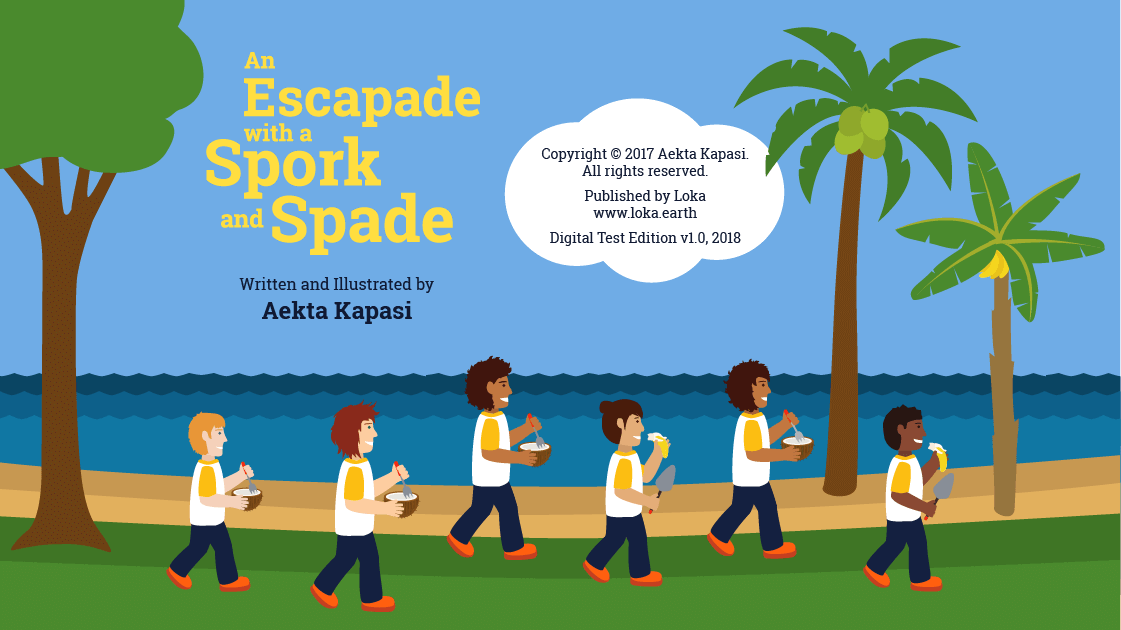 An
Escapade
with a
Spork
and Spade
Written and Illustrated by
Aekta Kapasi
Copyright © 2017 Aekta Kapasi.
All rights reserved.
Published by Loka
www.loka.earth
Digital Test Edition v1.0, 2018